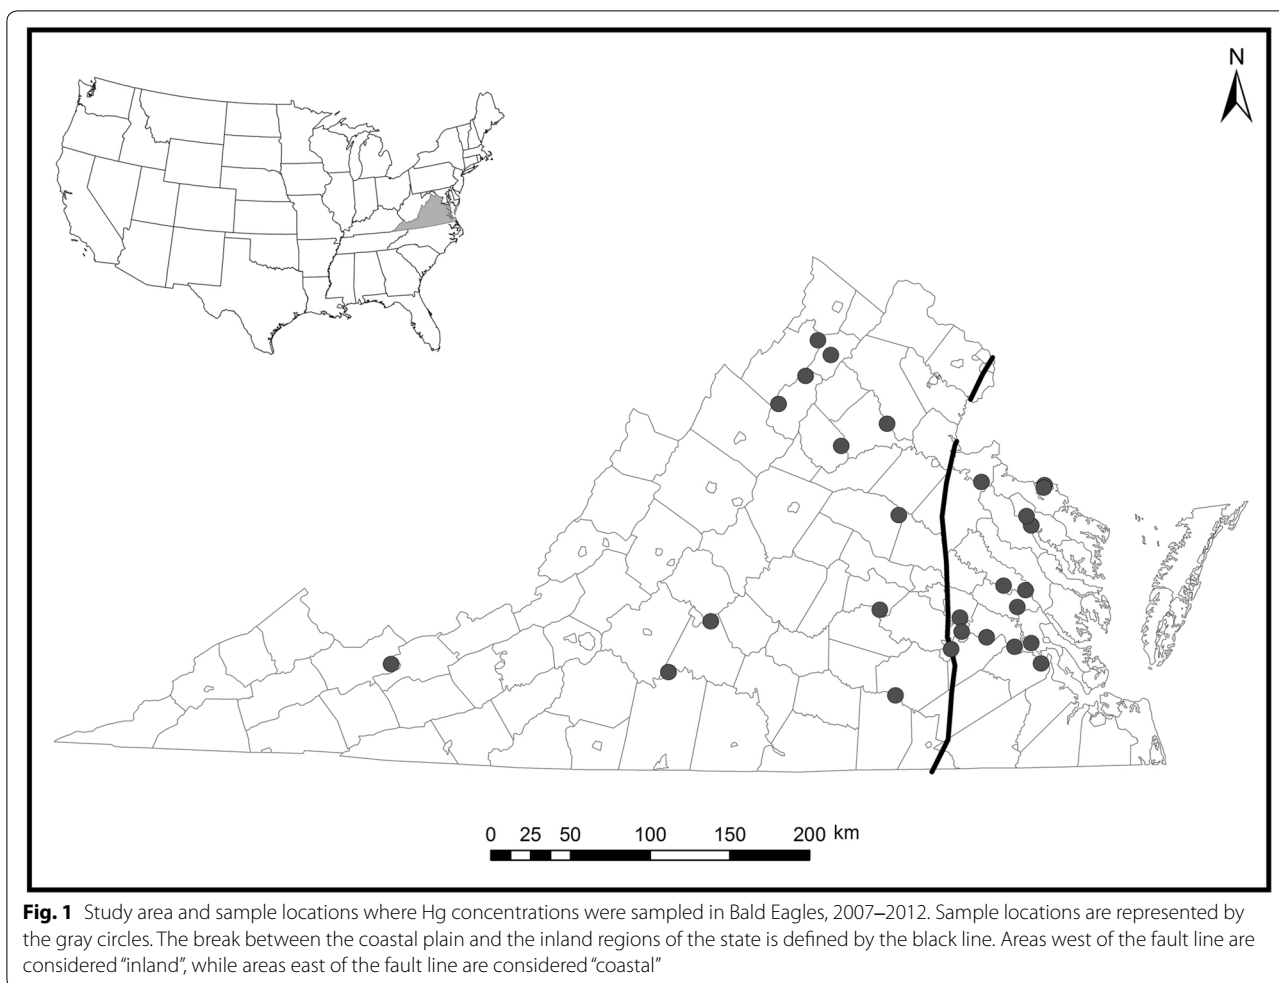 N
0 25 50 100 150 200 km
Fig. 1 Study area and sample locations where Hg concentrations were sampled in Bald Eagles, 2007–2012. Sample locations are represented by
the gray circles. The break between the coastal plain and the inland regions of the state is defined by the black line. Areas west of the fault line are
considered “inland”, while areas east of the fault line are considered “coastal”